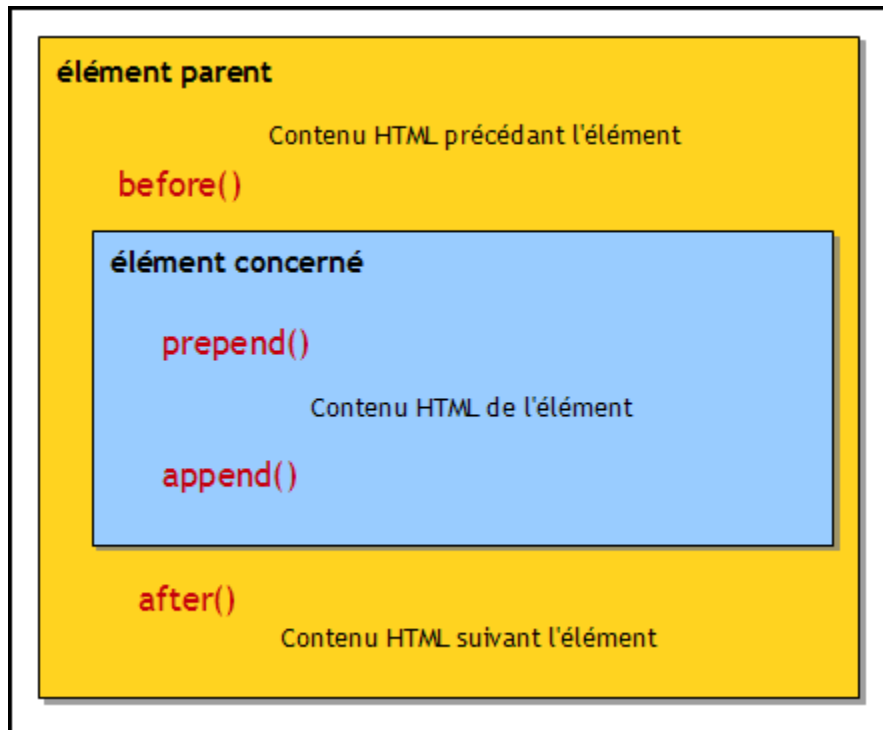 élément parent
Contenu HTML précédant l'élément
before()
élément concerné
prepend()
Contenu HTML de l'élément
append()
after()
Contenu HTML suivant l'élément